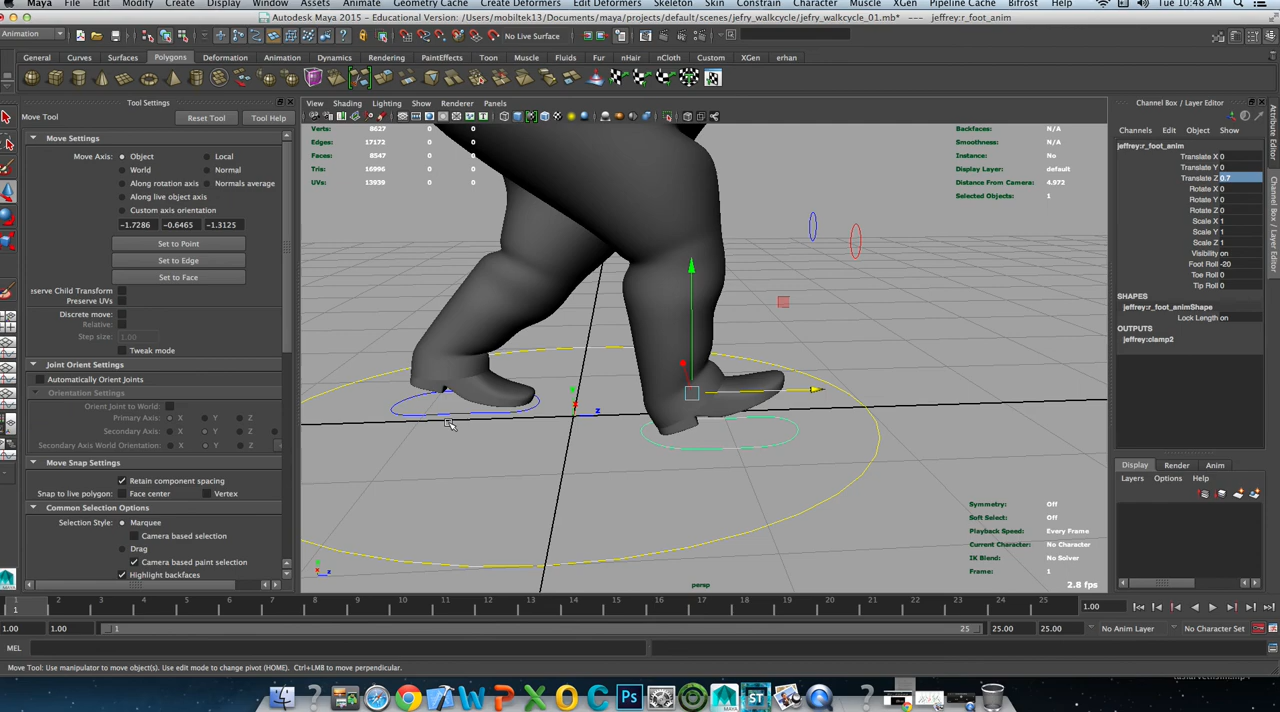 Maya File Edit Modify Create Display Window Assets Animate Geometry Cache Create Deformers Edit Deformers Skeleton Skin Constrain Character Muscle XGen Pipeline Cache Bifrost Help Tue 10:48 AM
Autodesk Maya 2015 - Educational Version: /Users/mobiltek13/Documents/maya/projects/default/scenes/jefry_walkcycle/jefry_walkcycle_01.mb* --- jeffrey:r_foot_anim
Animation No Live Surface
General Curves Surfaces Polygons Deformation Animation Dynamics Rendering PaintEffects Toon Muscle Fluids Fur nHair nCloth Custom XGen erhan
Tool Settings
Move Tool Reset Tool Tool Help
Move Settings
Move Axis: Object Local
World Normal
Along rotation axis Normals average
Along live object axis
Custom axis orientation
-1.7286 -0.6465 -1.3125
Set to Point
Set to Edge
Set to Face
eserve Child Transform
Preserve UVs
Discrete move:
Relative:
Step size: 1.00
Tweak mode
Joint Orient Settings
Automatically Orient Joints
Orientation Settings
Orient Joint to World:
Primary Axis: X Y Z
Secondary Axis: X Y Z
Secondary Axis World Orientation: X Y Z
Move Snap Settings
Retain component spacing
Snap to live polygon: Face center Vertex
Common Selection Options
Selection Style: Marquee
Camera based selection
Drag
Camera based paint selection
Highlight backfaces
View Shading Lighting Show Renderer Panels
Verts: 8627 0 0
Edges: 17172 0 0
Faces: 8547 0 0
Tris: 15996 0 0
UVs: 13939 0 0
Backfaces: N/A
Smoothness: N/A
Instance: No
Display Layer: default
Distance From Camera: 4.972
Selected Objects: 1
z
Symmetry: Off
Soft Select: Off
Playback Speed: Every Frame
Current Character: No Character
IK Blend: No Solver
Frame: 1
2.8 fps
persp
Channel Box / Layer Editor
Channels Edit Object Show
jeffrey:r_foot_anim
Translate X 0
Translate Y 0
Translate Z 0.7
Rotate X 0
Rotate Y 0
Rotate Z 0
Scale X 1
Scale Y 1
Scale Z 1
Visibility on
Foot Roll -20
Toe Roll 0
Tip Roll 0
SHAPES
jeffrey:r_foot_animShape
Lock Length on
OUTPUTS
jeffrey:clamp2
Attribute Editor
Channel Box / Layer Editor
Display Render Anim
Layers Options Help
1 2 3 4 5 6 7 8 9 10 11 12 13 14 15 16 17 18 19 20 21 22 23 24 25
1 1.00
1.00 1.00 1 25 25.00 25.00 No Anim Layer No Character Set
MEL
Move Tool: Use manipulator to move object(s). Use edit mode to change pivot (HOME). Ctrl+LMB to move perpendicular.